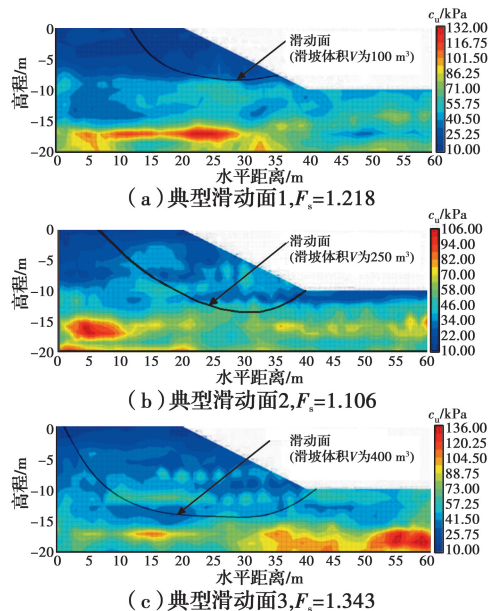 c_u/kPa
132.00
116.75
101.50
86.25
71.00
55.75
40.50
25.25
10.00
滑动面
(滑坡体积V为100 m³)
高程/m
0
−5
−10
−15
−20
0 5 10 15 20 25 30 35 40 45 50 55 60
水平距离/m
(a)典型滑动面1,F_s=1.218
c_u/kPa
106.00
94.00
82.00
70.00
58.00
46.00
34.00
22.00
10.00
滑动面
(滑坡体积V为250 m³)
高程/m
0
−5
−10
−15
−20
0 5 10 15 20 25 30 35 40 45 50 55 60
水平距离/m
(b)典型滑动面2,F_s=1.106
c_u/kPa
136.00
120.25
104.50
88.75
73.00
57.25
41.50
25.75
10.00
滑动面
(滑坡体积V为400 m³)
高程/m
0
−5
−10
−15
−20
0 5 10 15 20 25 30 35 40 45 50 55 60
水平距离/m
(c)典型滑动面3,F_s=1.343